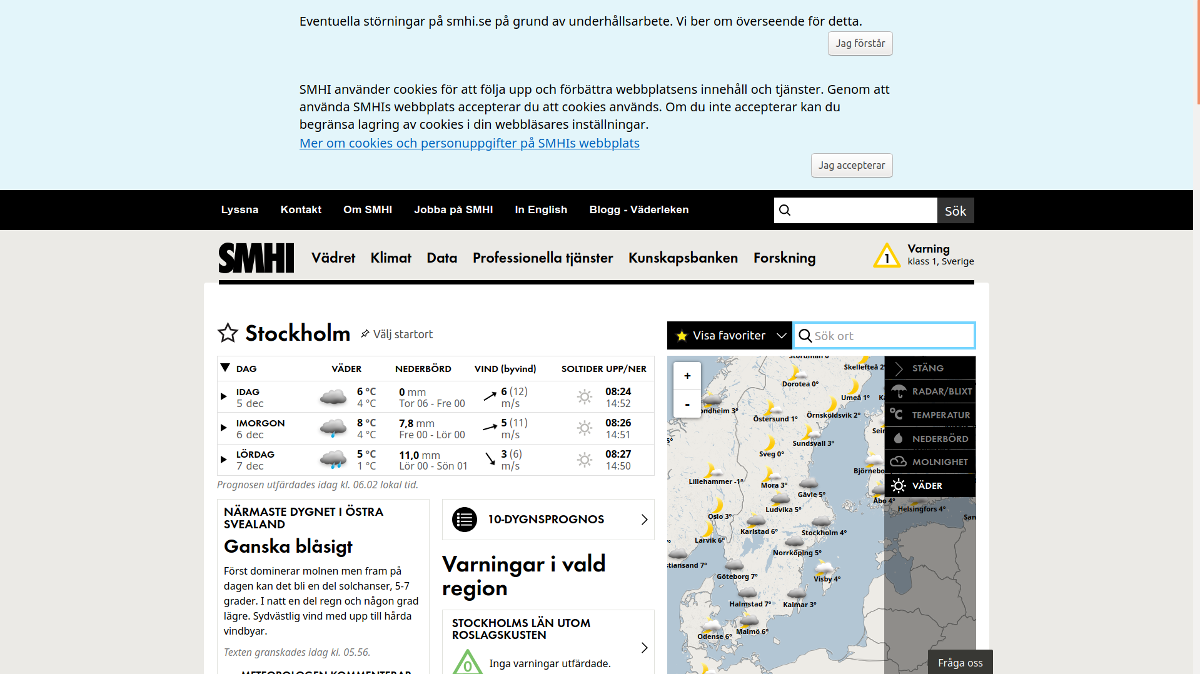 Eventuella störningar på smhi.se på grund av underhållsarbete. Vi ber om överseende för detta.
Jag förstår
SMHI använder cookies för att följa upp och förbättra webbplatsens innehåll och tjänster. Genom att
använda SMHIs webbplats accepterar du att cookies används. Om du inte accepterar kan du
begränsa lagring av cookies i din webbläsares inställningar.
Mer om cookies och personuppgifter på SMHIs webbplats
Jag accepterar
Lyssna Kontakt Om SMHI Jobba på SMHI In English Blogg - Väderleken Sök
SMHI Vädret Klimat Data Professionella tjänster Kunskapsbanken Forskning
1 Varning
klass 1, Sverige
Stockholm Välj startort
Visa favoriter Sök ort
DAG VÄDER NEDERBÖRD VIND (byvind) SOLTIDER UPP/NER
IDAG 6 °C 0 mm 6 (12) 08:24
5 dec 4 °C Tor 06 - Fre 00 m/s 14:52
IMORGON 8 °C 7,8 mm 5 (11) 08:26
6 dec 4 °C Fre 00 - Lör 00 m/s 14:51
LÖRDAG 5 °C 11,0 mm 3 (6) 08:27
7 dec 1 °C Lör 00 - Sön 01 m/s 14:50
Prognosen utfärdades idag kl. 06.02 lokal tid.
NÄRMASTE DYGNET I ÖSTRA
SVEALAND
Ganska blåsigt
Först dominerar molnen men fram på
dagen kan det bli en del solchanser, 5-7
grader. I natt en del regn och någon grad
lägre. Sydvästlig vind med upp till hårda
vindbyar.
Texten granskades idag kl. 05.56.
METEOROLOGEN KOMMENTERAR
10-DYGNSPROGNOS
Varningar i vald
region
STOCKHOLMS LÄN UTOM
ROSLAGSKUSTEN
0 Inga varningar utfärdade.
+
-
STÄNG
RADAR/BLIXT
°C TEMPERATUR
NEDERBÖRD
MOLNIGHET
VÄDER
Skellefteå 2°
Dorotea 0°
Umeå 1°
ondheim 3°
Östersund 1°
Örnsköldsvik 2°
Sundsvall 3°
Sveg 0°
Björnebo
Lillehammer -1°
Mora 3°
Gävle 5°
Åbo 4°
Ludvika 5°
Helsingfors 4°
Oslo 3°
Karlstad 6°
Stockholm 4°
Larvik 6°
Norrköping 5°
stiansand 7°
Göteborg 7°
Visby 4°
Halmstad 7°
Kalmar 3°
Odense 6°
Malmö 6°
Fråga oss